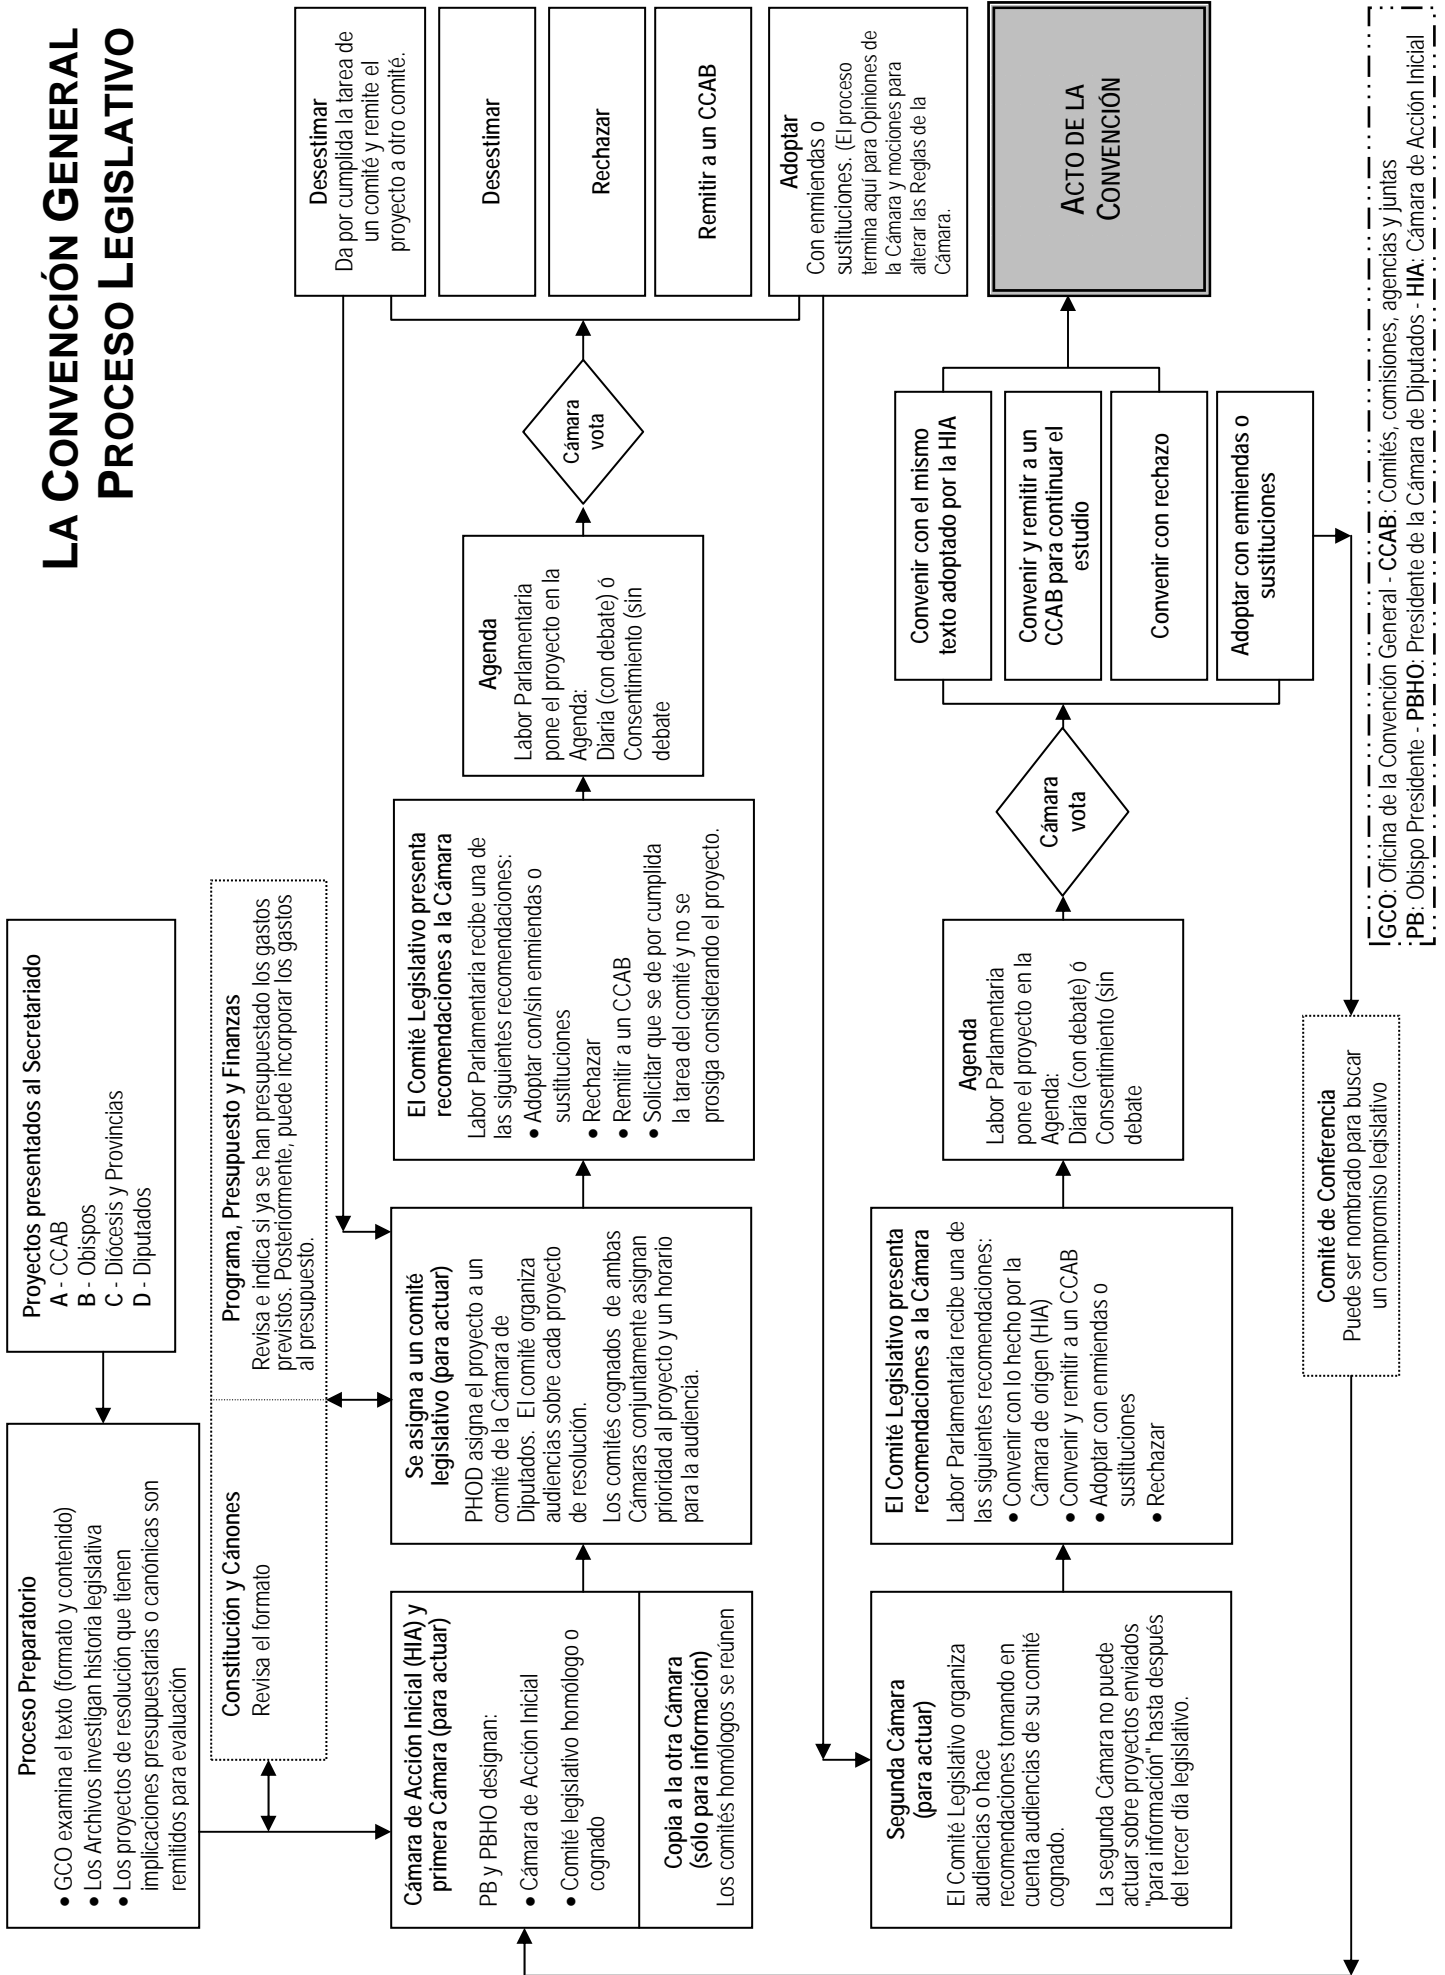 LA CONVENCIÓN GENERAL
PROCESO LEGISLATIVO
Proyectos presentados al Secretariado
A - CCAB
B - Obispos
C - Diócesis y Provincias
D - Diputados
Proceso Preparatorio
• GCO examina el texto (formato y contenido)
• Los Archivos investigan historia legislativa
• Los proyectos de resolución que tienen
implicaciones presupuestarias o canónicas son
remitidos para evaluación
Constitución y Cánones
Revisa el formato
Programa, Presupuesto y Finanzas
Revisa e indica si ya se han presupuestado los gastos
previstos. Posteriormente, puede incorporar los gastos
al presupuesto.
Cámara de Acción Inicial (HIA) y
primera Cámara (para actuar)
PB y PBHO designan:
• Cámara de Acción Inicial
• Comité legislativo homólogo o
cognado
Copia a la otra Cámara
(sólo para información)
Los comités homólogos se reúnen
Se asigna a un comité
legislativo (para actuar)
PHOD asigna el proyecto a un
comité de la Cámara de
Diputados. El comité organiza
audiencias sobre cada proyecto
de resolución.
Los comités cognados de ambas
Cámaras conjuntamente asignan
prioridad al proyecto y un horario
para la audiencia.
El Comité Legislativo presenta
recomendaciones a la Cámara
Labor Parlamentaria recibe una de
las siguientes recomendaciones:
• Adoptar con/sin enmiendas o
sustituciones
• Rechazar
• Remitir a un CCAB
• Solicitar que se de por cumplida
la tarea del comité y no se
prosiga considerando el proyecto.
Agenda
Labor Parlamentaria
pone el proyecto en la
Agenda:
Diaria (con debate) ó
Consentimiento (sin
debate
Cámara
vota
Desestimar
Da por cumplida la tarea de
un comité y remite el
proyecto a otro comité.
Desestimar
Rechazar
Remitir a un CCAB
Adoptar
Con enmiendas o
sustituciones. (El proceso
termina aquí para Opiniones de
la Cámara y mociones para
alterar las Reglas de la
Cámara.
Segunda Cámara
(para actuar)
El Comité Legislativo organiza
audiencias o hace
recomendaciones tomando en
cuenta audiencias de su comité
cognado.
La segunda Cámara no puede
actuar sobre proyectos enviados
"para información" hasta después
del tercer día legislativo.
El Comité Legislativo presenta
recomendaciones a la Cámara
Labor Parlamentaria recibe una de
las siguientes recomendaciones:
• Convenir con lo hecho por la
Cámara de origen (HIA)
• Convenir y remitir a un CCAB
• Adoptar con enmiendas o
sustituciones
• Rechazar
Agenda
Labor Parlamentaria
pone el proyecto en la
Agenda:
Diaria (con debate) ó
Consentimiento (sin
debate
Cámara
vota
Convenir con el mismo
texto adoptado por la HIA
Convenir y remitir a un
CCAB para continuar el
estudio
Convenir con rechazo
Adoptar con enmiendas o
sustituciones
ACTO DE LA
CONVENCIÓN
Comité de Conferencia
Puede ser nombrado para buscar
un compromiso legislativo
GCO: Oficina de la Convención General - CCAB: Comités, comisiones, agencias y juntas
PB: Obispo Presidente - PBHO: Presidente de la Cámara de Diputados - HIA: Cámara de Acción Inicial